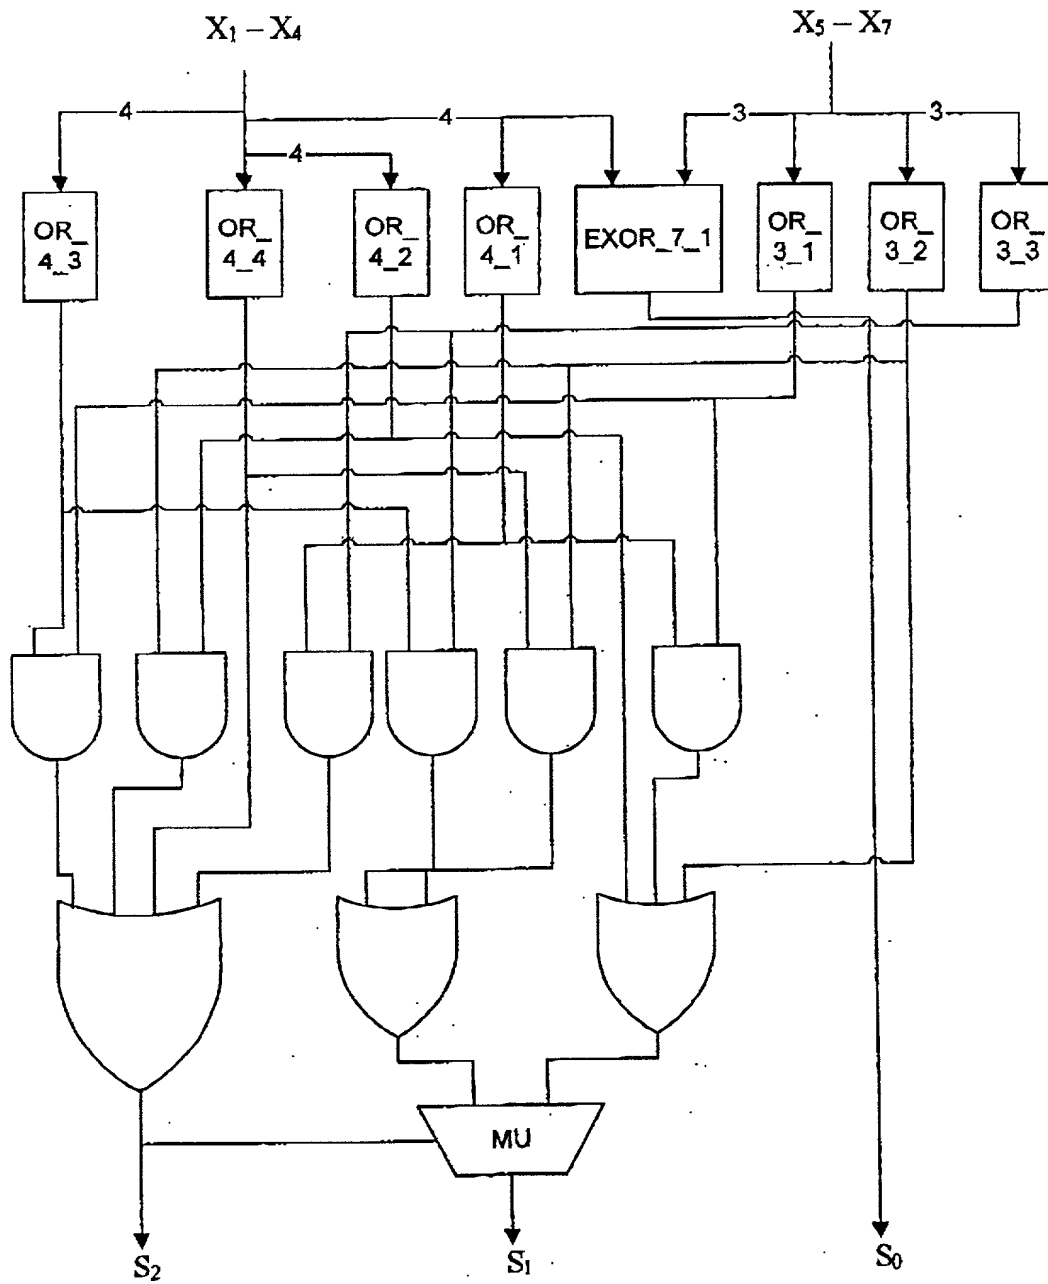 X₁ – X₄
X₅ – X₇
4
4
4
3
3
OR_
4_3
OR_
4_4
OR_
4_2
OR_
4_1
EXOR_7_1
OR_
3_1
OR_
3_2
OR_
3_3
MU
S₂
S₁
S₀